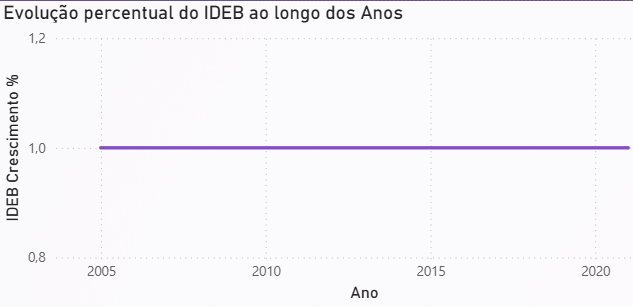 Evolução percentual do IDEB ao longo dos Anos
1,2
1,0
0,8
IDEB Crescimento %
2005 2010 2015 2020
Ano